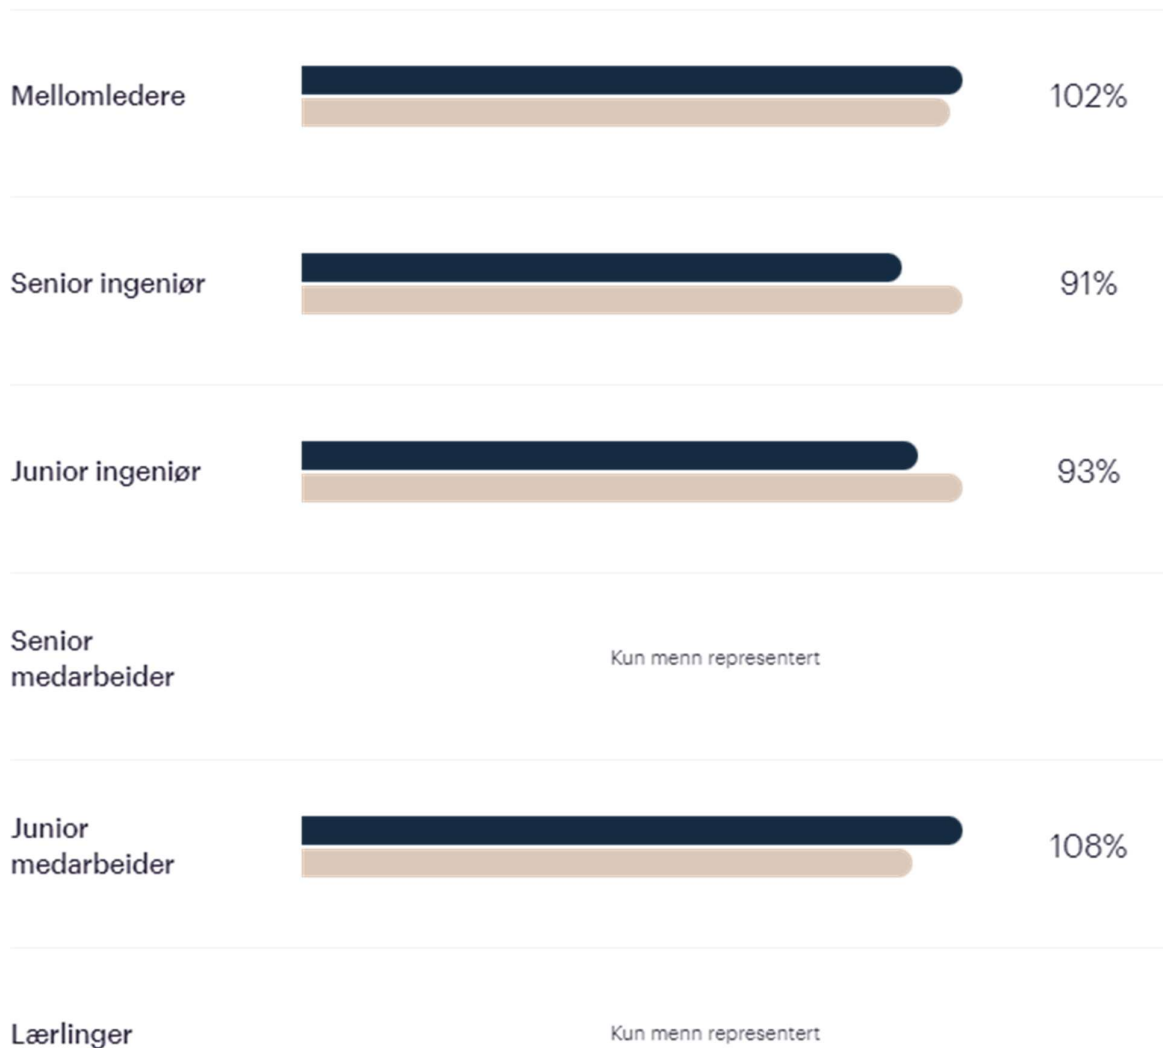 Mellomledere
102%
Senior ingeniør
91%
Junior ingeniør
93%
Senior
medarbeider
Kun menn representert
Junior
medarbeider
108%
Lærlinger
Kun menn representert